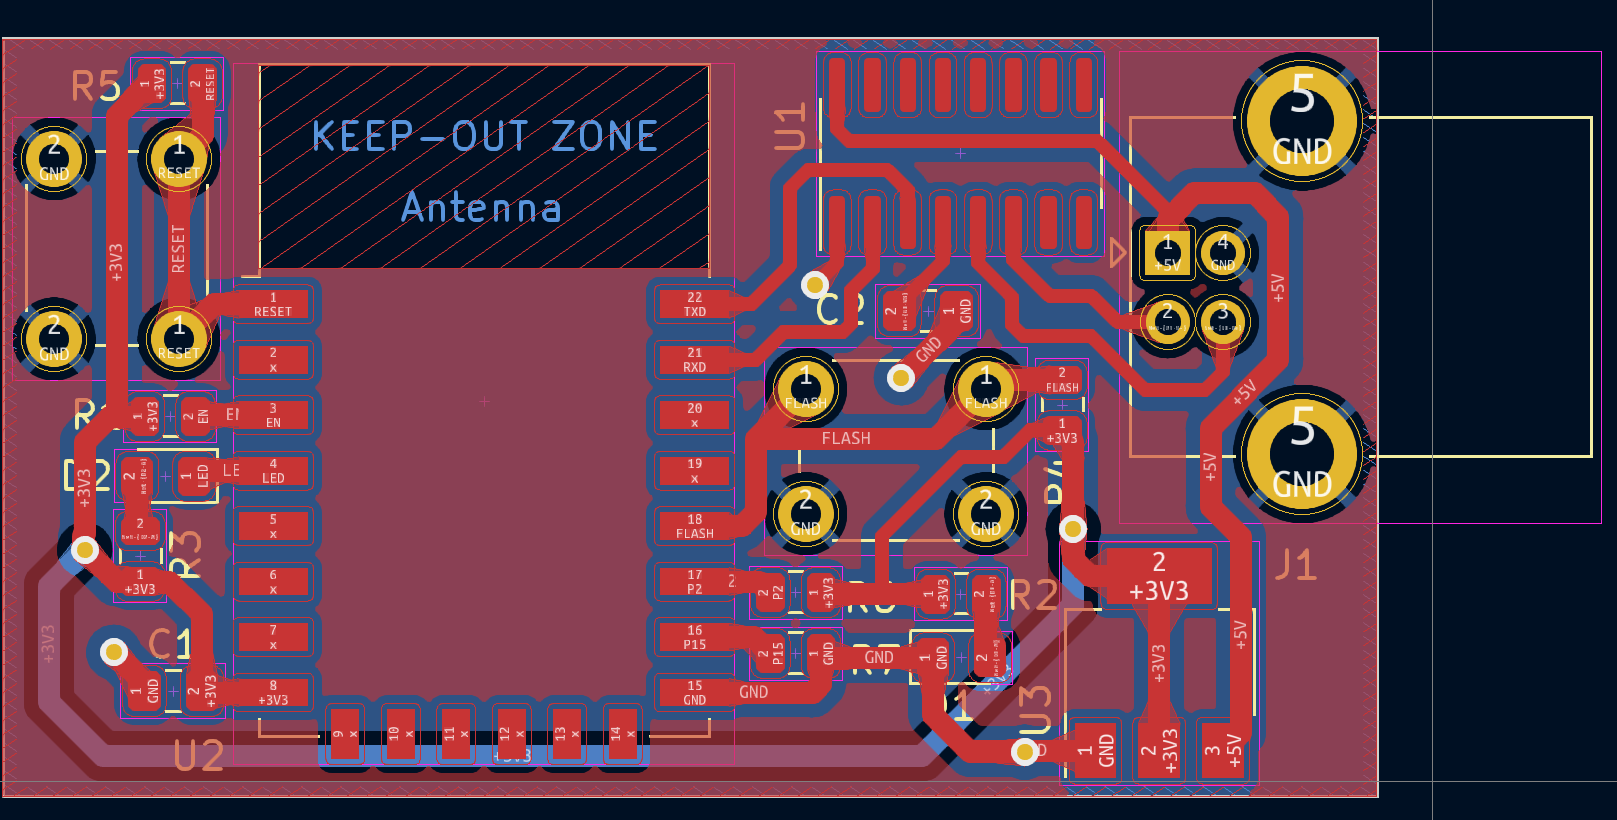 R5
1
+3V3
2
RESET
KEEP-OUT ZONE
Antenna
U1
5
GND
2
GND
1
RESET
+3V3
RESET
2
GND
1
RESET
1
RESET
2
x
3
EN
4
LED
5
x
6
x
7
x
8
+3V3
22
TXD
21
RXD
20
x
19
x
18
FLASH
17
P2
16
P15
15
GND
9
x
10
x
11
x
12
x
13
x
14
x
C2
2
1
GND
GND
1
+5V
4
GND
2
3
+5V
+5V
+5V
1
FLASH
1
FLASH
FLASH
2
GND
2
GND
2
FLASH
1
+3V3
5
GND
1
+3V3
2
EN
D2
2
1
LED
+3V3
2
R3
1
+3V3
+3V3
C1
1
GND
2
+3V3
U2
+3V3
2
P2
1
+3V3
1
+3V3
2
R2
2
P15
1
GND
GND
1
GND
2
GND
U3
J1
2
+3V3
+3V3
+5V
1
GND
2
+3V3
3
+5V